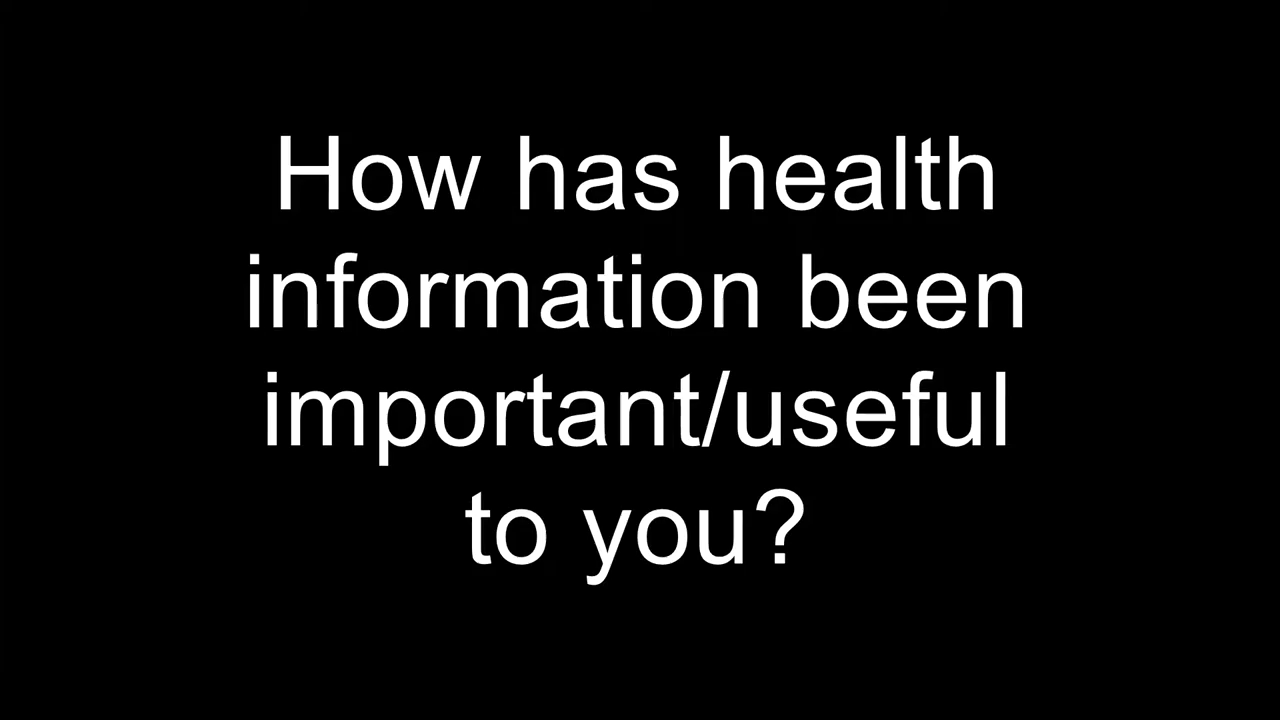 How has health
information been
important/useful
to you?